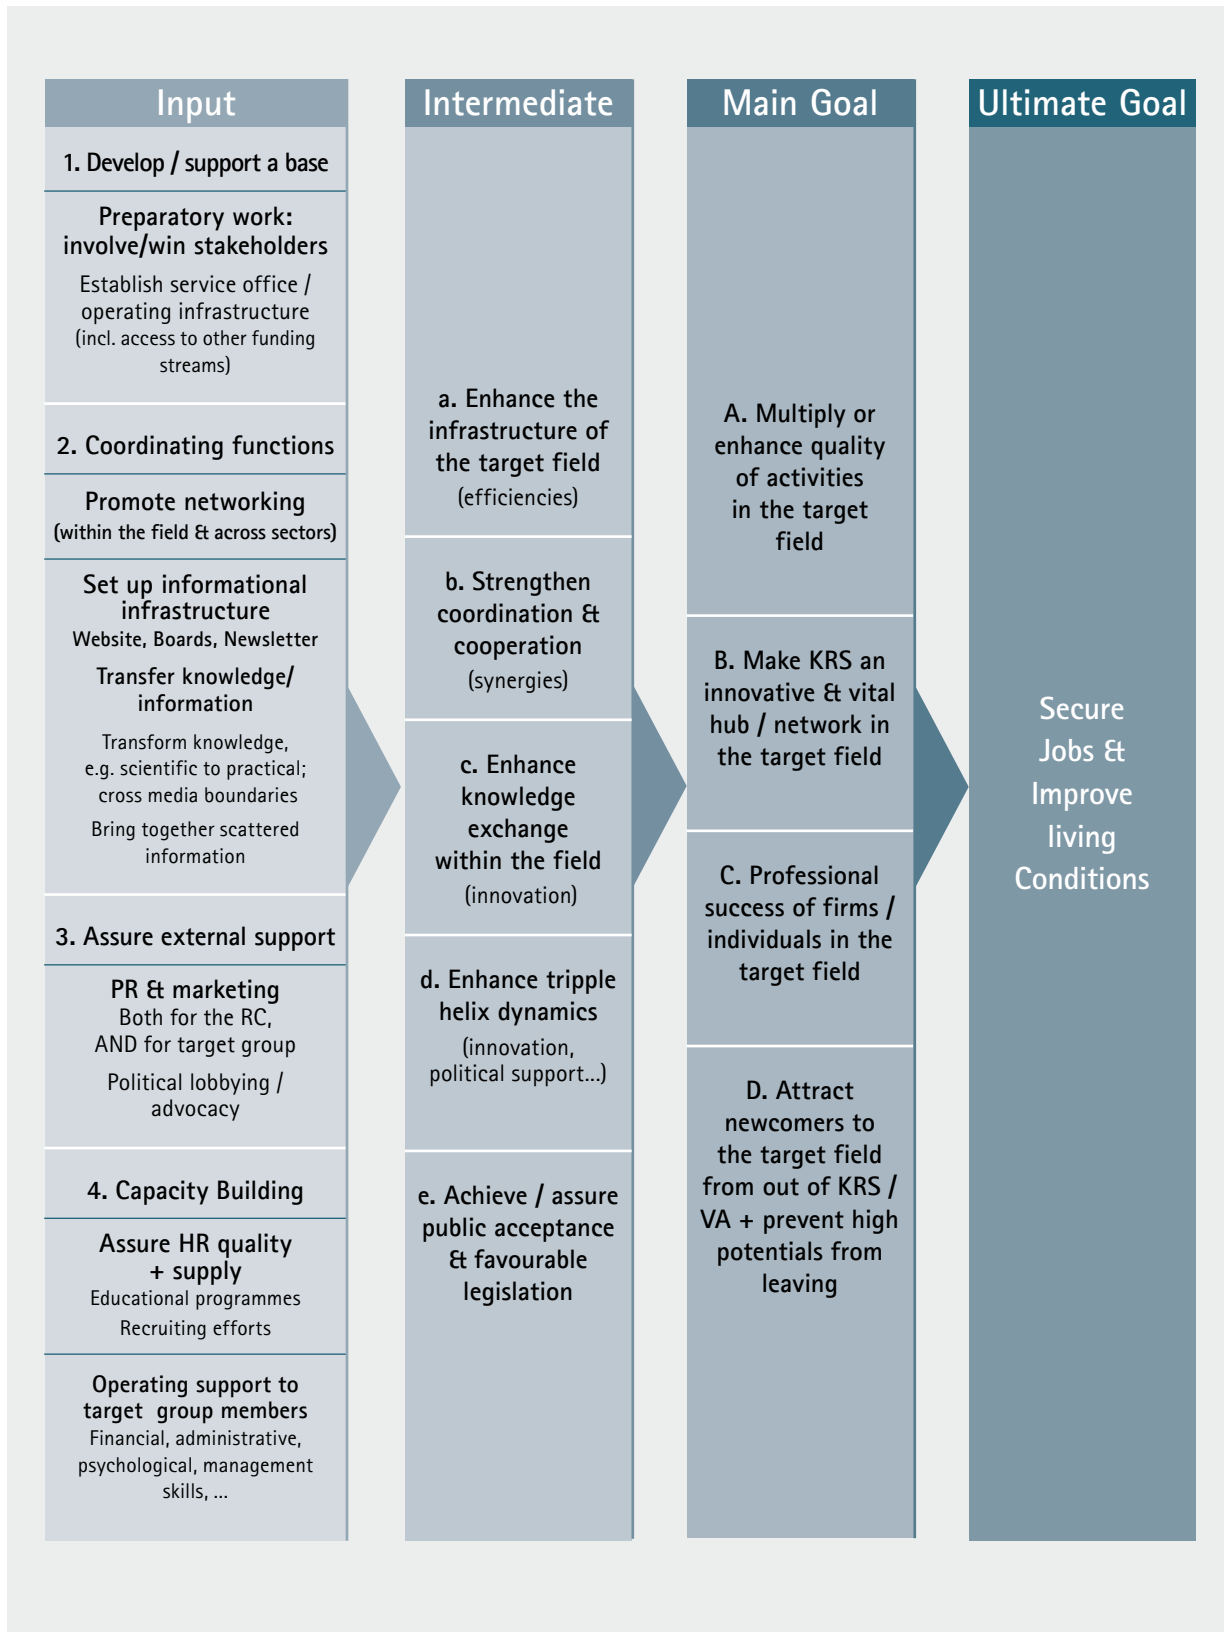 Input
1. Develop / support a base
Preparatory work:
involve/win stakeholders
Establish service office /
operating infrastructure
(incl. access to other funding
streams)
2. Coordinating functions
Promote networking
(within the field & across sectors)
Set up informational
infrastructure
Website, Boards, Newsletter
Transfer knowledge/
information
Transform knowledge,
e.g. scientific to practical;
cross media boundaries
Bring together scattered
information
3. Assure external support
PR & marketing
Both for the RC,
AND for target group
Political lobbying /
advocacy
4. Capacity Building
Assure HR quality
+ supply
Educational programmes
Recruiting efforts
Operating support to
target group members
Financial, administrative,
psychological, management
skills, ...
Intermediate
a. Enhance the
infrastructure of
the target field
(efficiencies)
b. Strengthen
coordination &
cooperation
(synergies)
c. Enhance
knowledge
exchange
within the field
(innovation)
d. Enhance tripple
helix dynamics
(innovation,
political support...)
e. Achieve / assure
public acceptance
& favourable
legislation
Main Goal
A. Multiply or
enhance quality
of activities
in the target
field
B. Make KRS an
innovative & vital
hub / network in
the target field
C. Professional
success of firms /
individuals in the
target field
D. Attract
newcomers to
the target field
from out of KRS /
VA + prevent high
potentials from
leaving
Ultimate Goal
Secure
Jobs &
Improve
living
Conditions